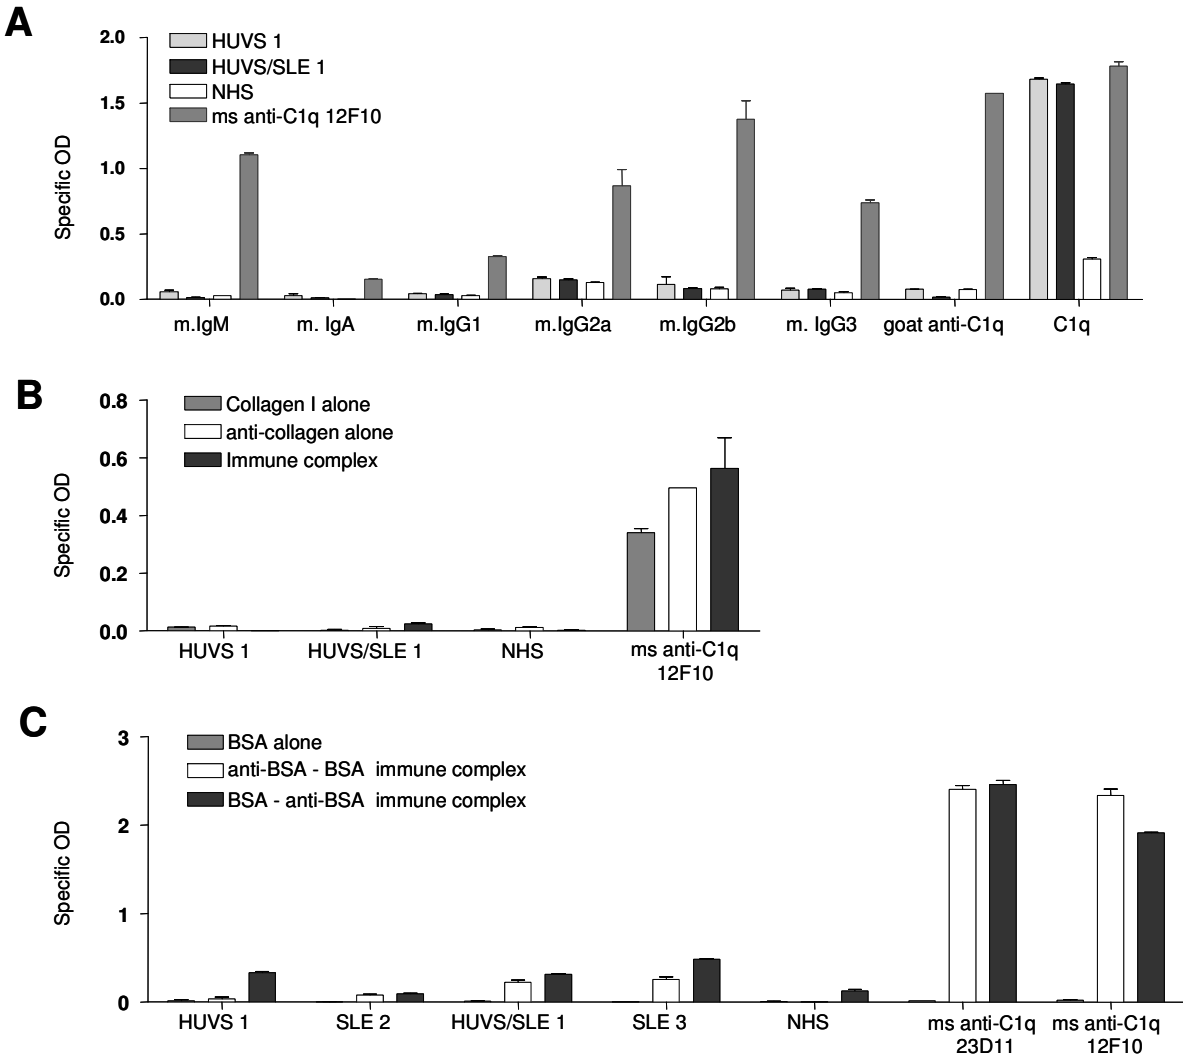 A
2.0
1.5
1.0
0.5
0.0
Specific OD
HUVS 1
HUVS/SLE 1
NHS
ms anti-C1q 12F10
m.IgM
m. IgA
m.IgG1
m.IgG2a
m.IgG2b
m. IgG3
goat anti-C1q
C1q
B
0.8
0.6
0.4
0.2
0.0
Specific OD
Collagen I alone
anti-collagen alone
Immune complex
HUVS 1
HUVS/SLE 1
NHS
ms anti-C1q
12F10
C
3
2
1
0
Specific OD
BSA alone
anti-BSA - BSA immune complex
BSA - anti-BSA immune complex
HUVS 1
SLE 2
HUVS/SLE 1
SLE 3
NHS
ms anti-C1q
23D11
ms anti-C1q
12F10